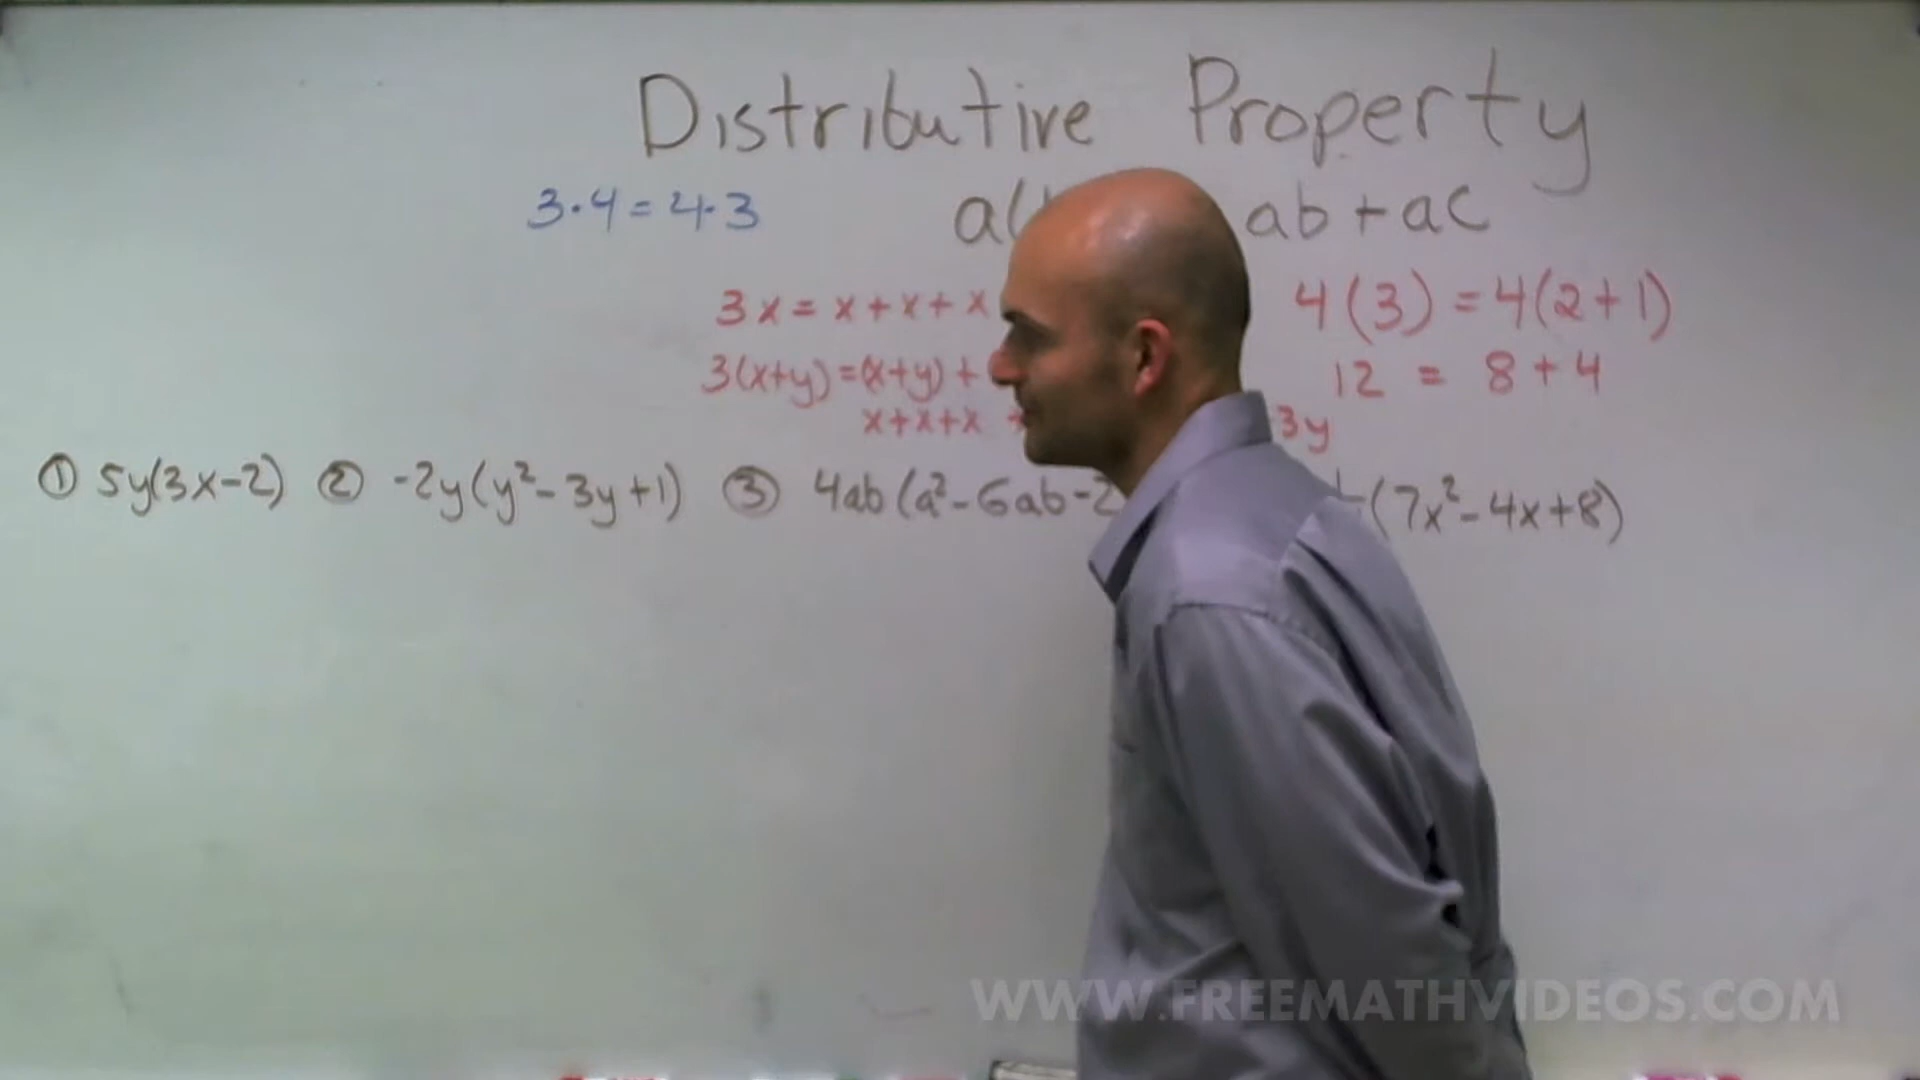 Distributive Property
3·4 = 4·3
a( ab + ac
3x = x + x + x
4(3) = 4(2+1)
3(x+y) = (x+y) +
12 = 8 + 4
x+x+x +
3y
① 5y(3x-2) ② -2y(y²-3y+1) ③ 4ab(a²-6ab-2 (7x²-4x+8)
WWW.FREEMATHVIDEOS.COM